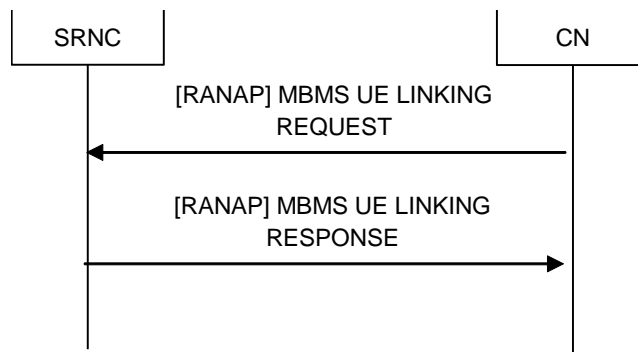 SRNC
CN
[RANAP] MBMS UE LINKING
REQUEST
[RANAP] MBMS UE LINKING
RESPONSE